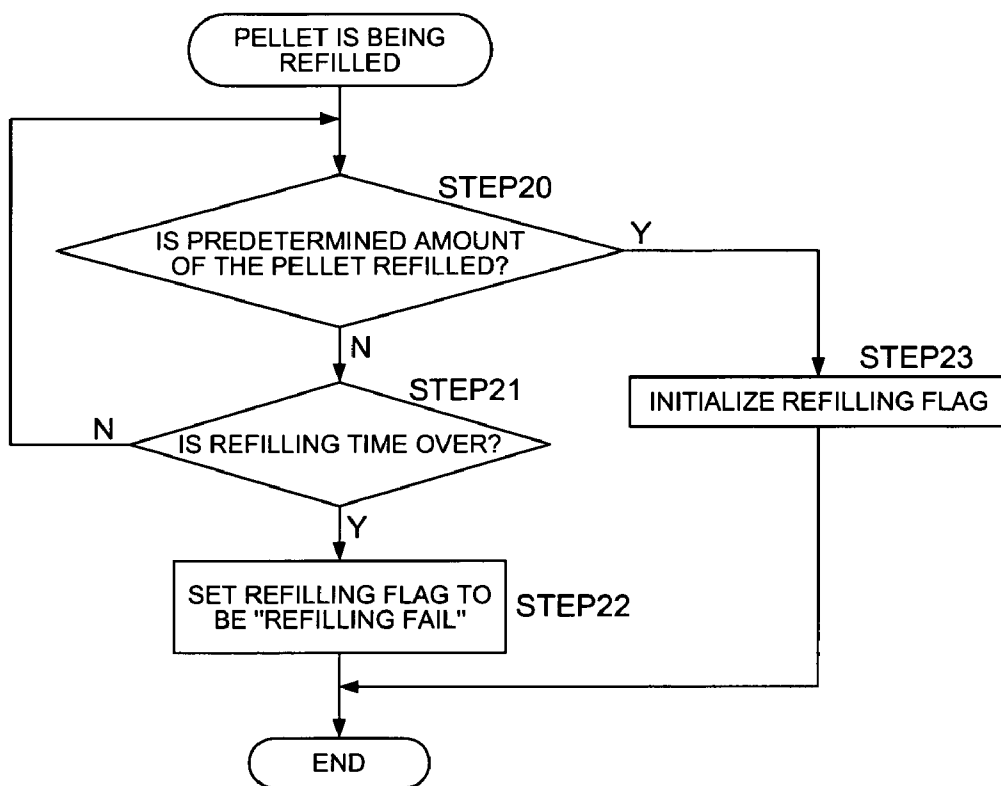 PELLET IS BEING
REFILLED
STEP20
IS PREDETERMINED AMOUNT
OF THE PELLET REFILLED?
Y
N
STEP23
INITIALIZE REFILLING FLAG
STEP21
IS REFILLING TIME OVER?
N
Y
SET REFILLING FLAG TO
BE "REFILLING FAIL"
STEP22
END